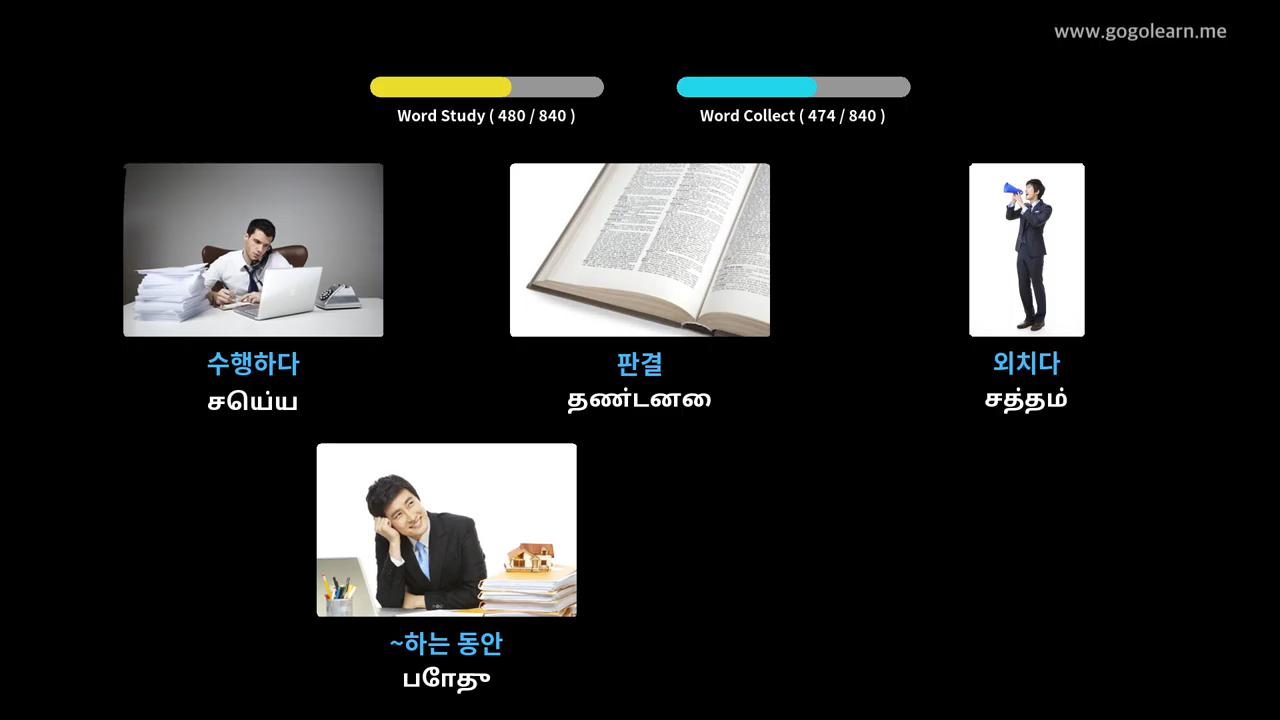 www.gogolearn.me
Word Study ( 480 / 840 )
Word Collect ( 474 / 840 )
수행하다
செய்ய
판결
தண்டனை
외치다
சத்தம்
~하는 동안
போது